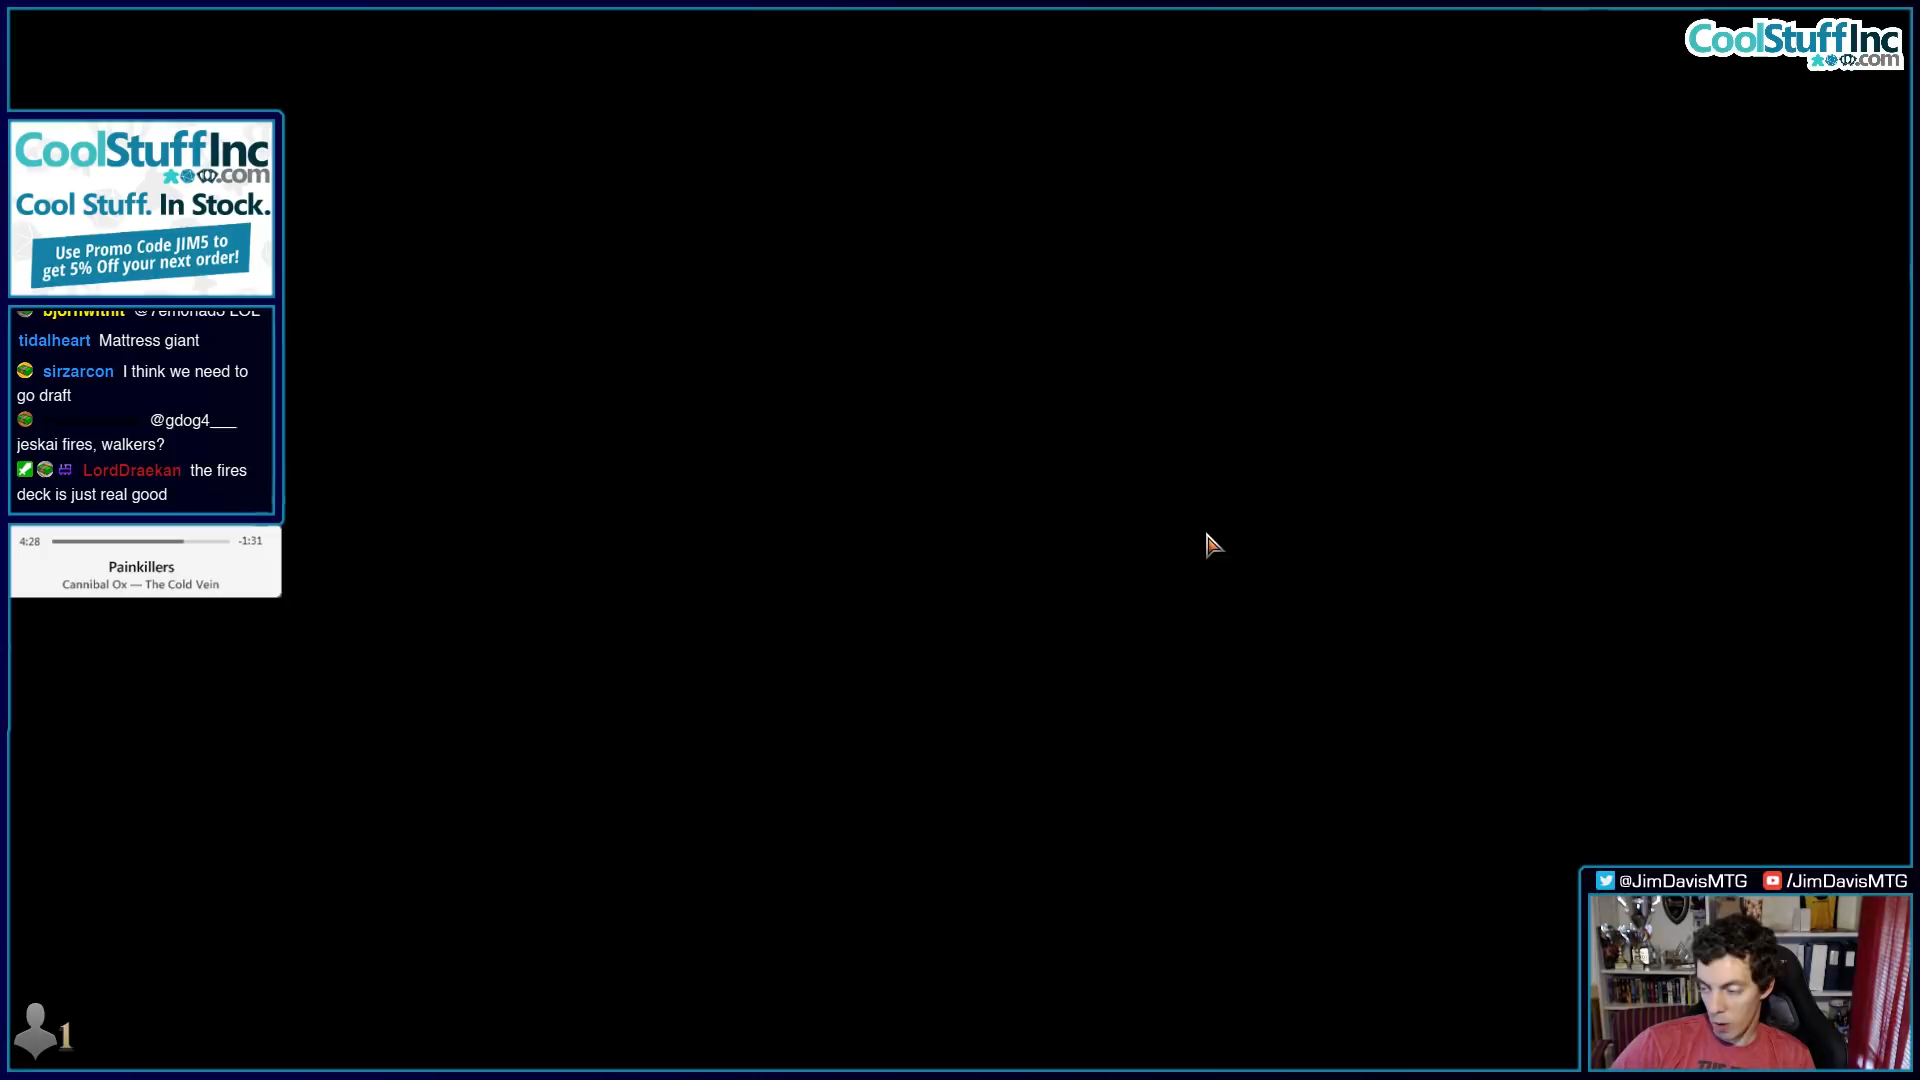 CoolStuffInc
.com
CoolStuffInc
.com
Cool Stuff. In Stock.
Use Promo Code JIM5 to
get 5% Off your next order!
LOL
tidalheart Mattress giant
sirzarcon I think we need to
go draft
@gdog4___
jeskai fires, walkers?
LordDraekan the fires
deck is just real good
4:28 -1:31
Painkillers
Cannibal Ox — The Cold Vein
@JimDavisMTG /JimDavisMTG
1